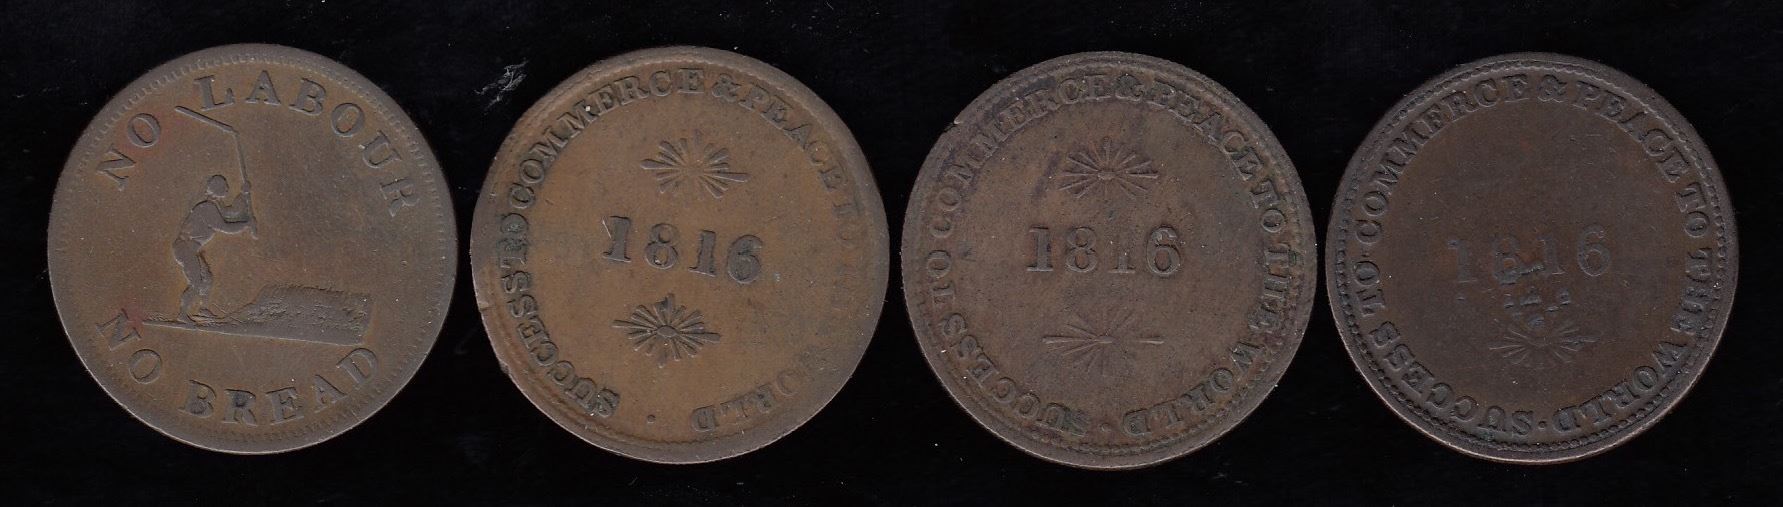 NO LABOUR
NO BREAD
SUCCESS TO COMMERCE & PEACE TO THE WORLD ·
1816
SUCCESS TO COMMERCE & PEACE TO THE WORLD ·
1816
SUCCESS TO COMMERCE & PEACE TO THE WORLD ·
1816